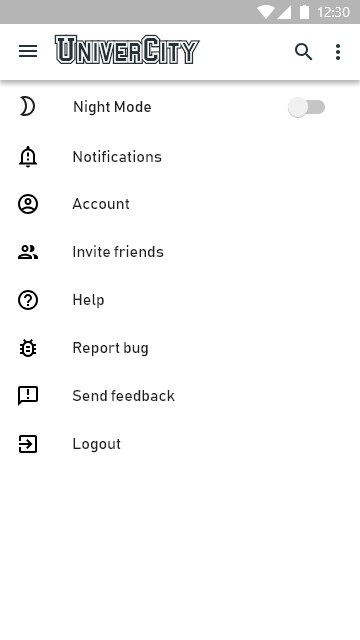 12:30
UniverCity
Night Mode
Notifications
Account
Invite friends
Help
Report bug
Send feedback
Logout